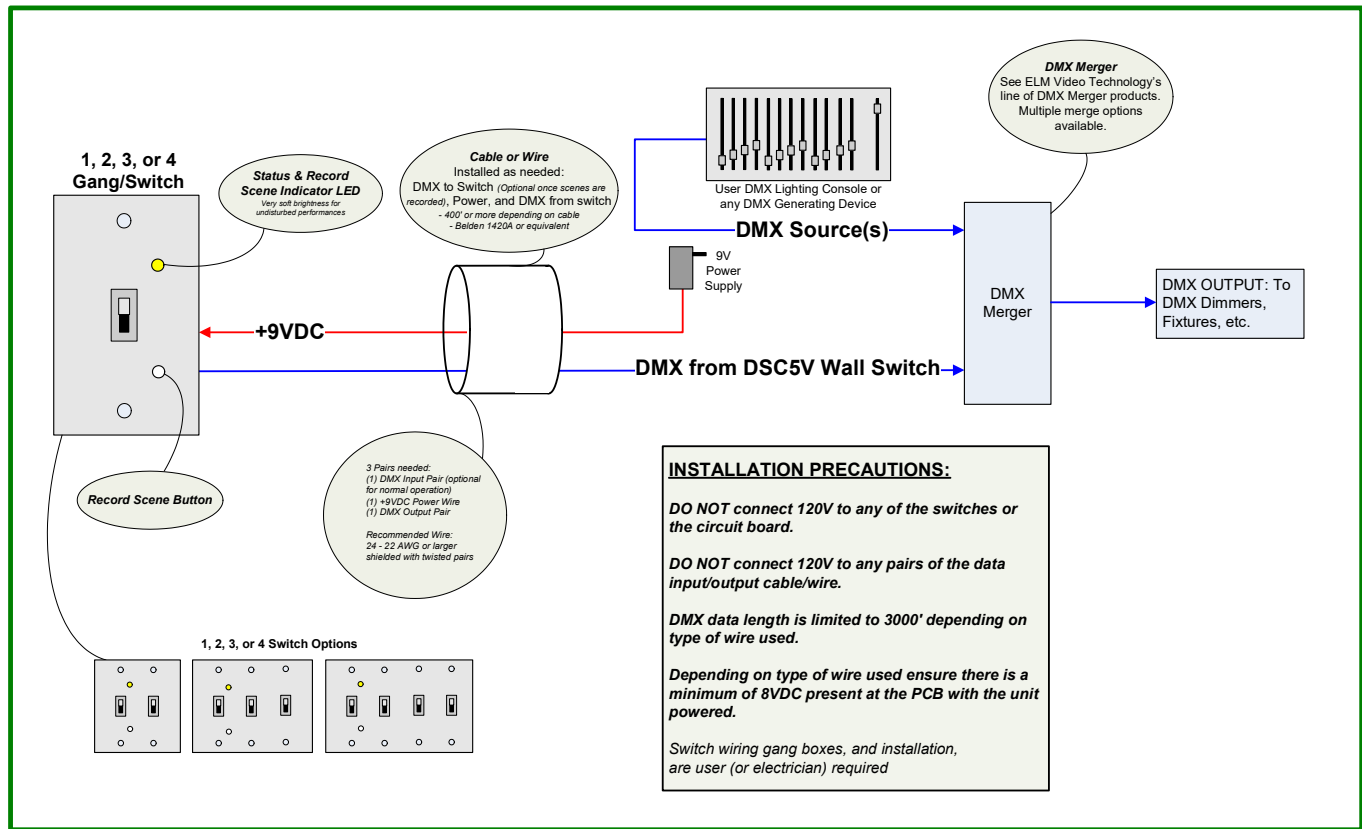 1, 2, 3, or 4
Gang/Switch
Status & Record
Scene Indicator LED
Very soft brightness for
undisturbed performances
Cable or Wire
Installed as needed:
DMX to Switch (Optional once scenes are
recorded), Power, and DMX from switch
- 400' or more depending on cable
- Belden 1420A or equivalent
User DMX Lighting Console or
any DMX Generating Device
DMX Merger
See ELM Video Technology's
line of DMX Merger products.
Multiple merge options
available.
DMX Source(s)
9V
Power
Supply
DMX
Merger
DMX OUTPUT: To
DMX Dimmers,
Fixtures, etc.
+9VDC
DMX from DSC5V Wall Switch
Record Scene Button
3 Pairs needed:
(1) DMX Input Pair (optional
for normal operation)
(1) +9VDC Power Wire
(1) DMX Output Pair
Recommended Wire:
24 - 22 AWG or larger
shielded with twisted pairs
1, 2, 3, or 4 Switch Options
INSTALLATION PRECAUTIONS:
DO NOT connect 120V to any of the switches or
the circuit board.
DO NOT connect 120V to any pairs of the data
input/output cable/wire.
DMX data length is limited to 3000' depending on
type of wire used.
Depending on type of wire used ensure there is a
minimum of 8VDC present at the PCB with the unit
powered.
Switch wiring gang boxes, and installation,
are user (or electrician) required